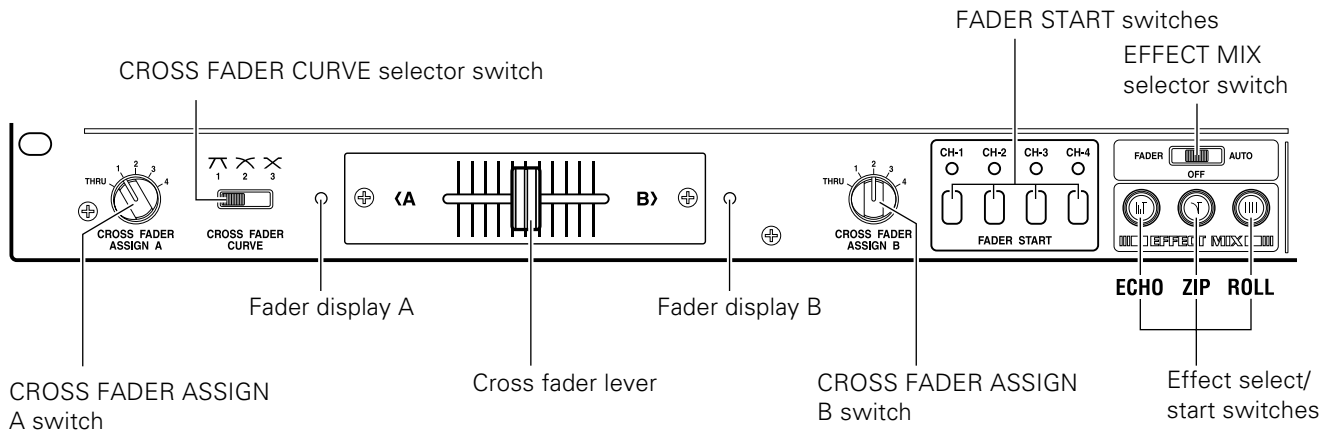 FADER START switches
CROSS FADER CURVE selector switch
EFFECT MIX
selector switch
THRU 1 2 3 4
CROSS FADER
ASSIGN A
1 2 3
CROSS FADER
CURVE
⟨A
B⟩
THRU 1 2 3 4
CROSS FADER
ASSIGN B
CH-1 CH-2 CH-3 CH-4
FADER START
FADER AUTO
OFF
EFFECT MIX
ECHO ZIP ROLL
Fader display A
Fader display B
CROSS FADER ASSIGN
A switch
Cross fader lever
CROSS FADER ASSIGN
B switch
Effect select/
start switches